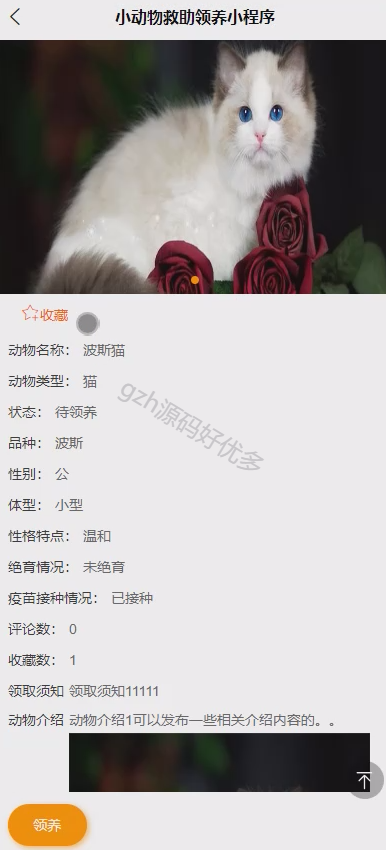 小动物救助领养小程序
收藏
动物名称： 波斯猫
动物类型： 猫
状态： 待领养
gzh源码好优多
品种： 波斯
性别： 公
体型： 小型
性格特点： 温和
绝育情况： 未绝育
疫苗接种情况： 已接种
评论数： 0
收藏数： 1
领取须知 领取须知11111
动物介绍 动物介绍1可以发布一些相关介绍内容的。。
领养